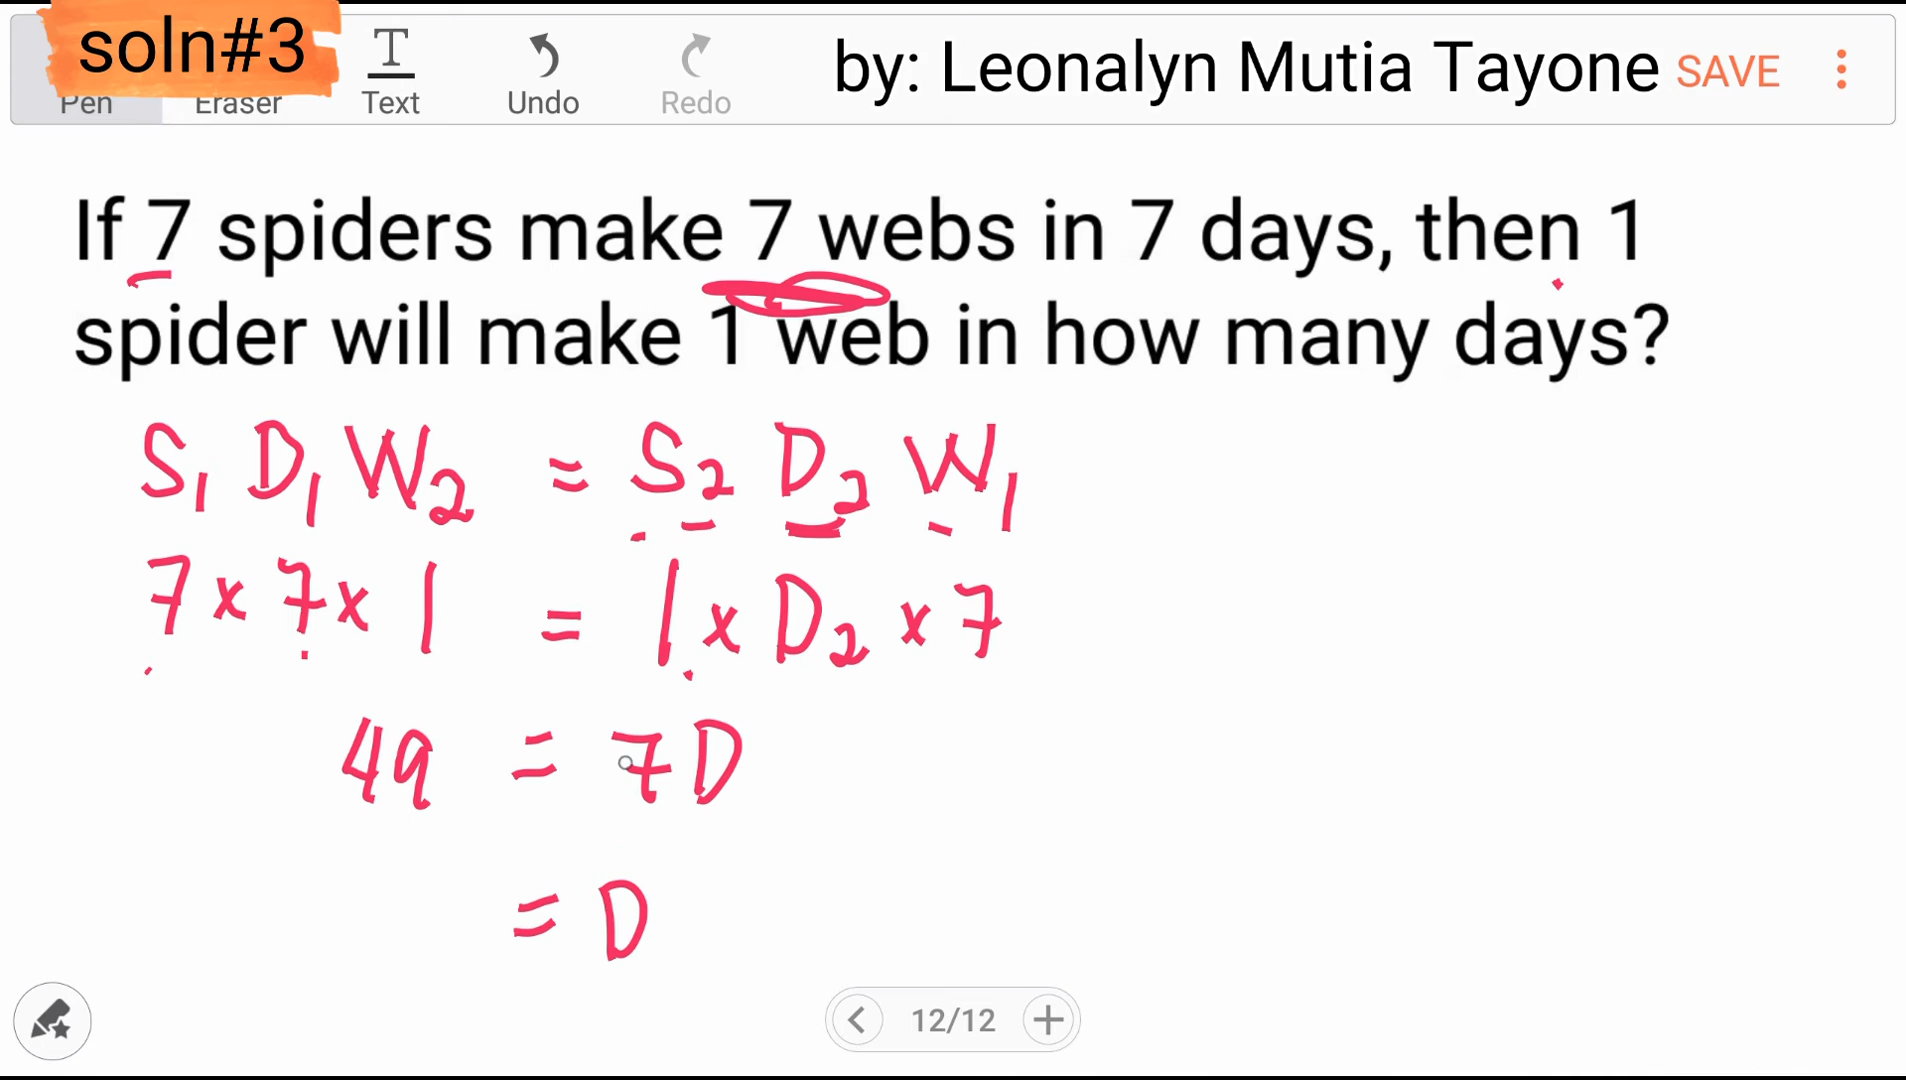 soln#3
Pen Eraser Text Undo Redo by: Leonalyn Mutia Tayone SAVE
If 7 spiders make 7 webs in 7 days, then 1
spider will make 1 web in how many days?
S₁ D₁ W₂ = S₂ D₂ W₁
7 x 7 x 1 = 1 x D₂ x 7
49 = 7D
= D
12/12